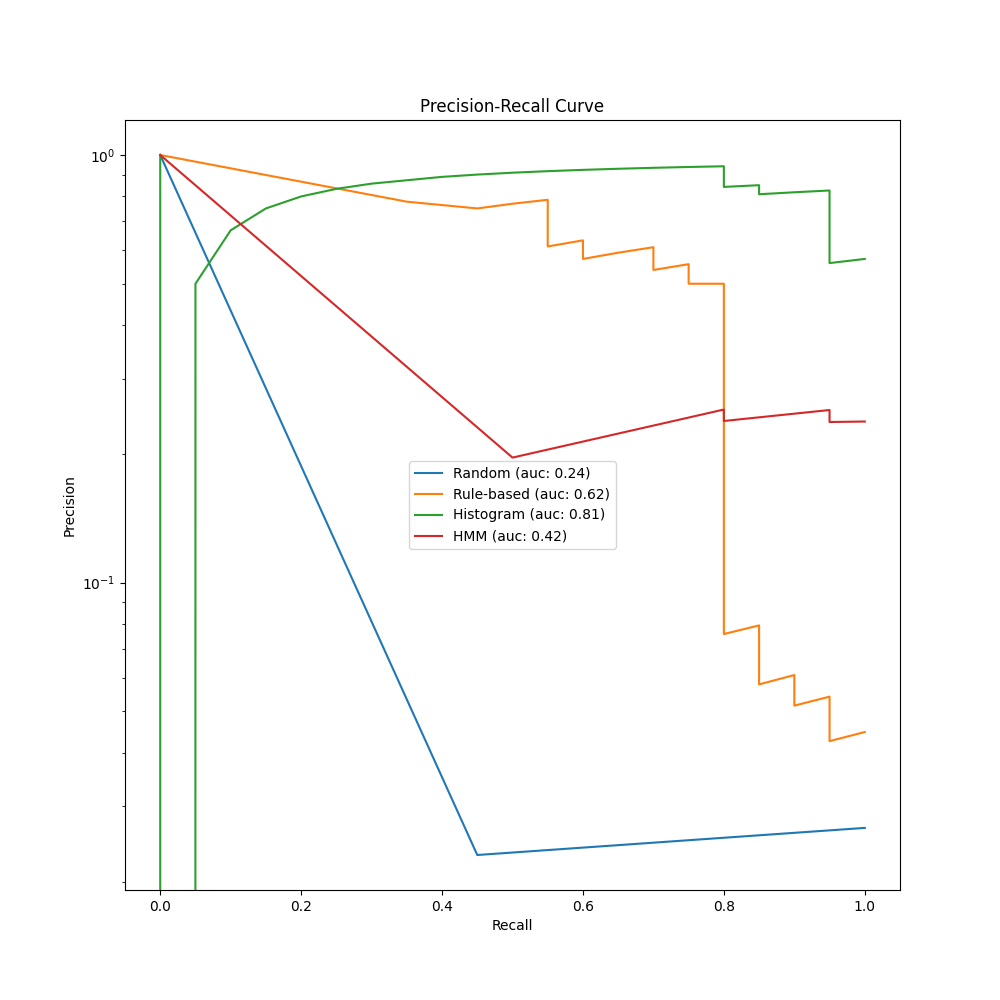 Precision-Recall Curve
10⁰
10⁻¹
Precision
Random (auc: 0.24)
Rule-based (auc: 0.62)
Histogram (auc: 0.81)
HMM (auc: 0.42)
0.0 0.2 0.4 0.6 0.8 1.0
Recall